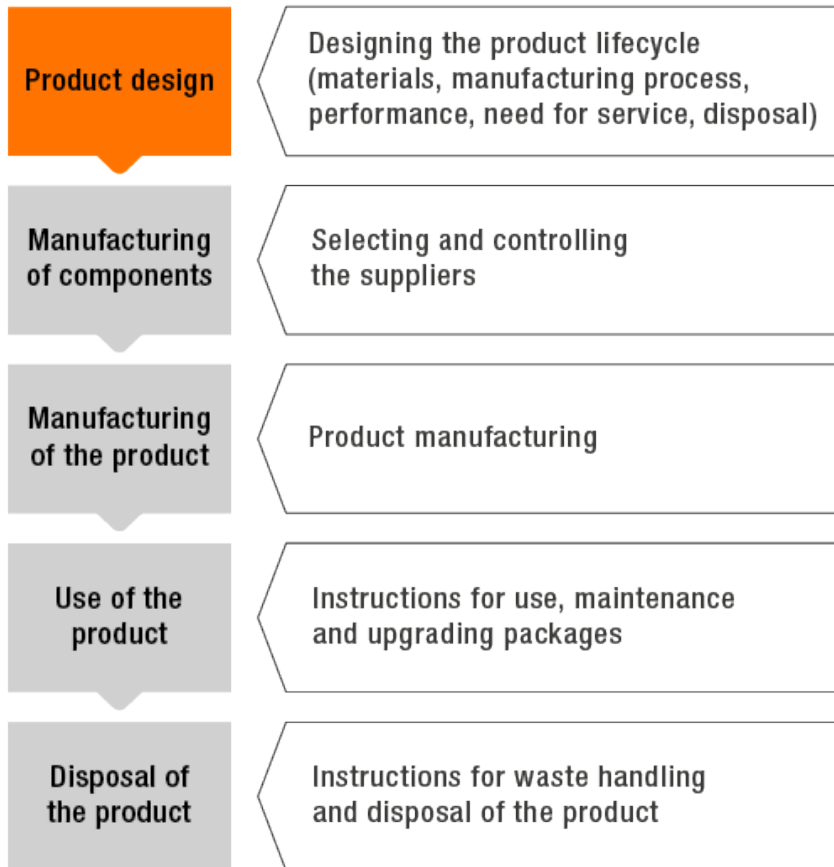 Product design
Designing the product lifecycle
(materials, manufacturing process,
performance, need for service, disposal)
Manufacturing
of components
Selecting and controlling
the suppliers
Manufacturing
of the product
Product manufacturing
Use of the
product
Instructions for use, maintenance
and upgrading packages
Disposal of
the product
Instructions for waste handling
and disposal of the product